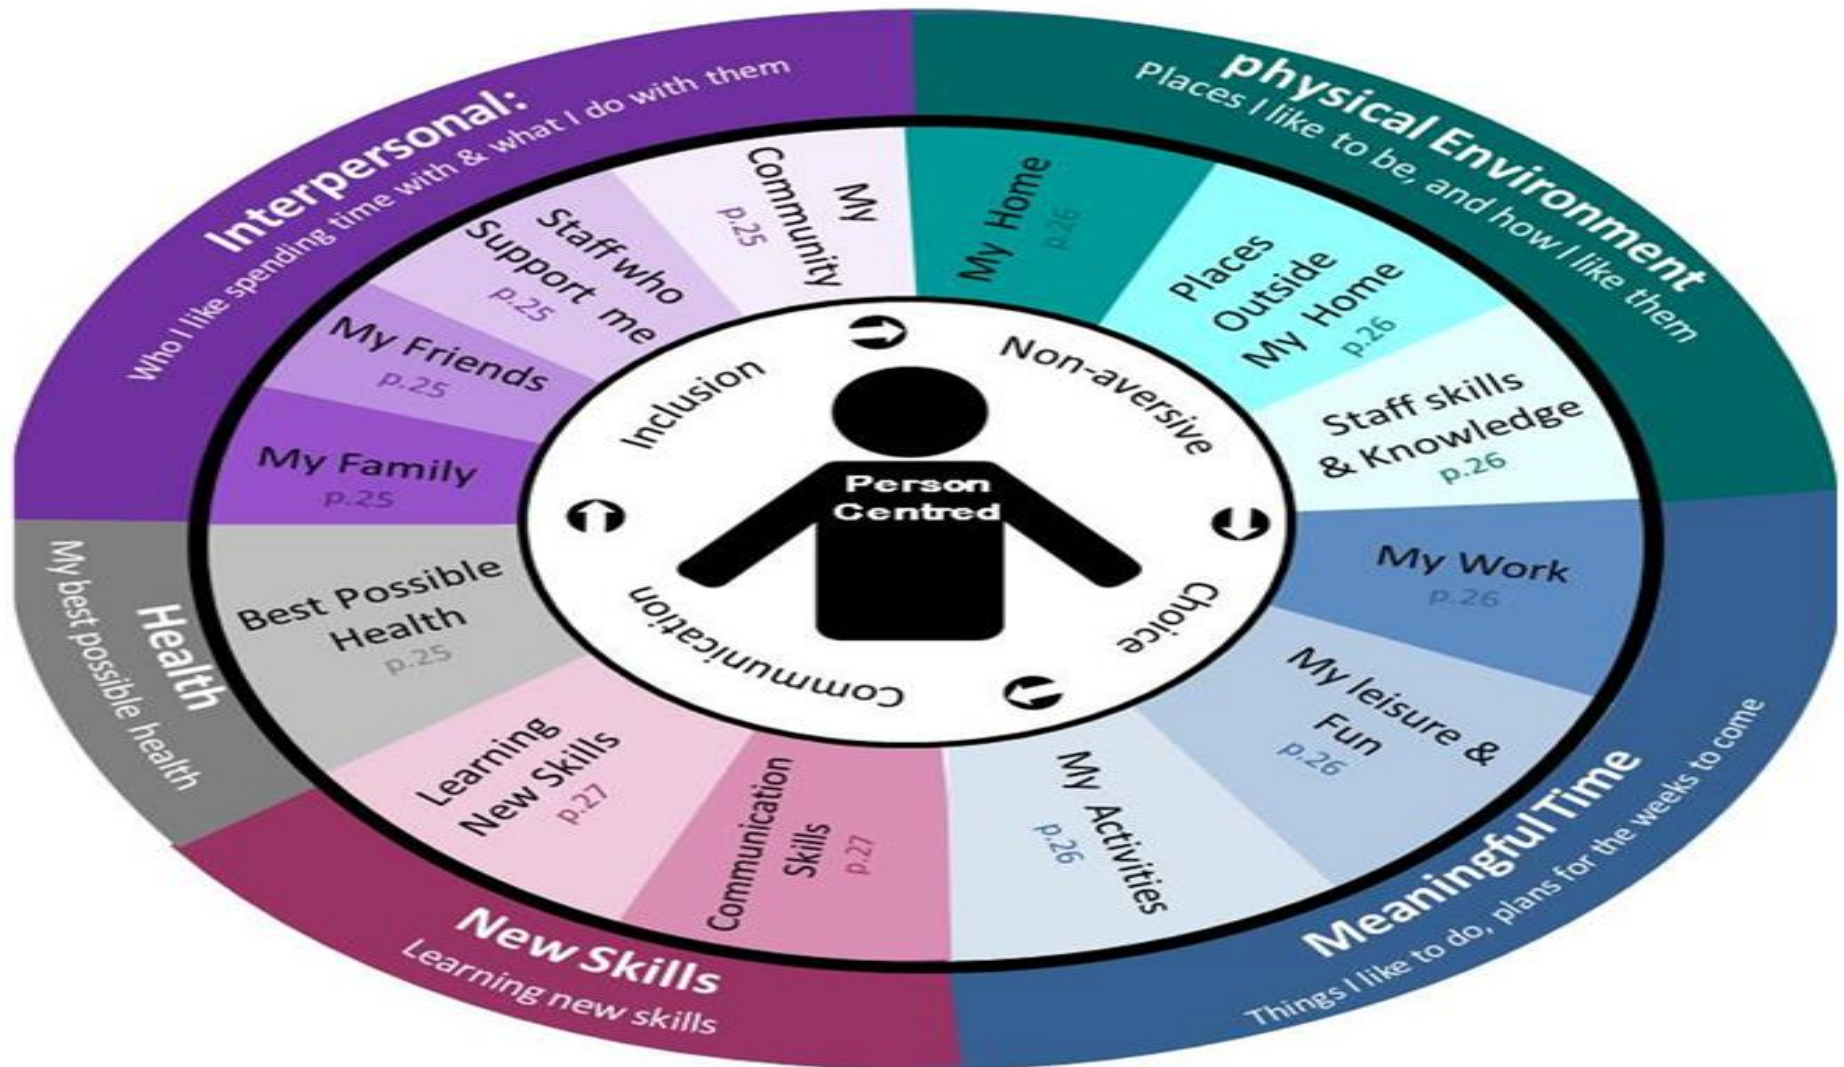 Interpersonal:
Who I like spending time with & what I do with them
physical Environment
Places I like to be, and how I like them
Meaningful Time
Things I like to do, plans for the weeks to come
New Skills
Learning new skills
Health
My best possible health
My
Community
p.25
Staff who
Support me
p.25
My Friends
p.25
My Family
p.25
Best Possible
Health
p.25
Learning
New Skills
p.27
Communication
Skills
p.27
My Activities
p.26
My leisure &
Fun
p.26
My Work
p.26
Staff skills
& Knowledge
p.26
Places
Outside
My Home
p.26
My Home
p.26
Inclusion
Non-aversive
Choice
Communication
Person
Centred